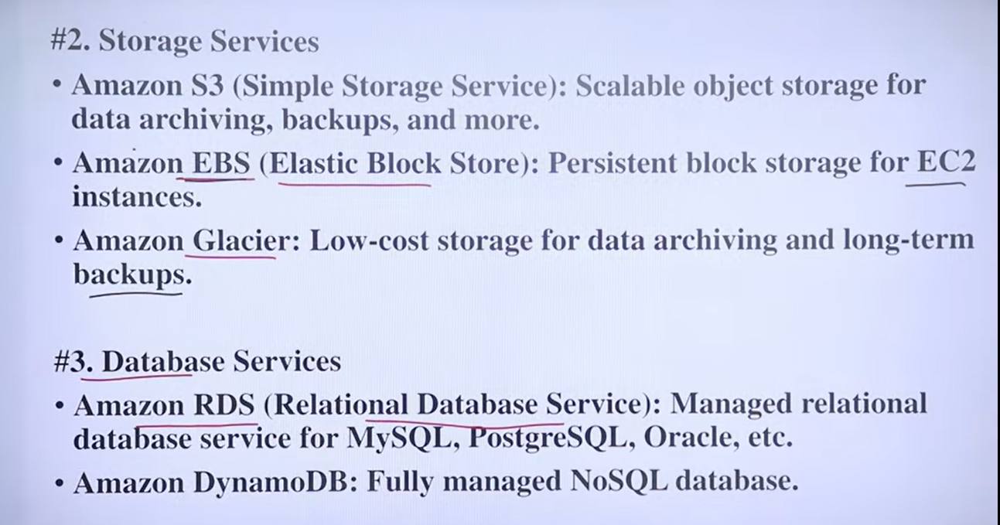 #2. Storage Services
• Amazon S3 (Simple Storage Service): Scalable object storage for
data archiving, backups, and more.
• Amazon EBS (Elastic Block Store): Persistent block storage for EC2
instances.
• Amazon Glacier: Low-cost storage for data archiving and long-term
backups.
#3. Database Services
• Amazon RDS (Relational Database Service): Managed relational
database service for MySQL, PostgreSQL, Oracle, etc.
• Amazon DynamoDB: Fully managed NoSQL database.